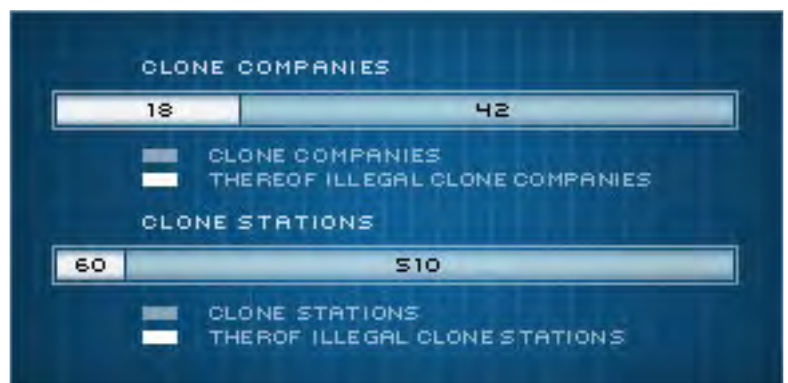 CLONE COMPANIES
18 42
CLONE COMPANIES
THEREOF ILLEGAL CLONE COMPANIES
CLONE STATIONS
60 510
CLONE STATIONS
THEROF ILLEGAL CLONE STATIONS